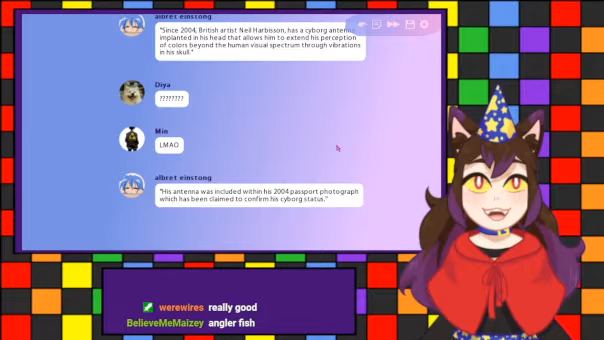 albret einstong
"Since 2004, British artist Neil Harbisson, has a cyborg antenna
implanted in his head that allows him to extend his perception
of colors beyond the human visual spectrum through vibrations
in his skull."
Diya
????????
Min
LMAO
albret einstong
"His antenna was included within his 2004 passport photograph
which has been claimed to confirm his cyborg status."
werewires really good
BelieveMeMaizey angler fish